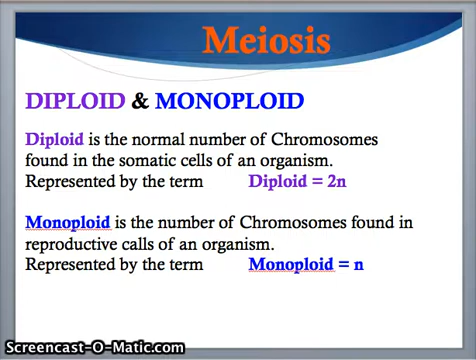 Meiosis
DIPLOID & MONOPLOID
Diploid is the normal number of Chromosomes
found in the somatic cells of an organism.
Represented by the term Diploid = 2n
Monoploid is the number of Chromosomes found in
reproductive calls of an organism.
Represented by the term Monoploid = n
Screencast-O-Matic.com